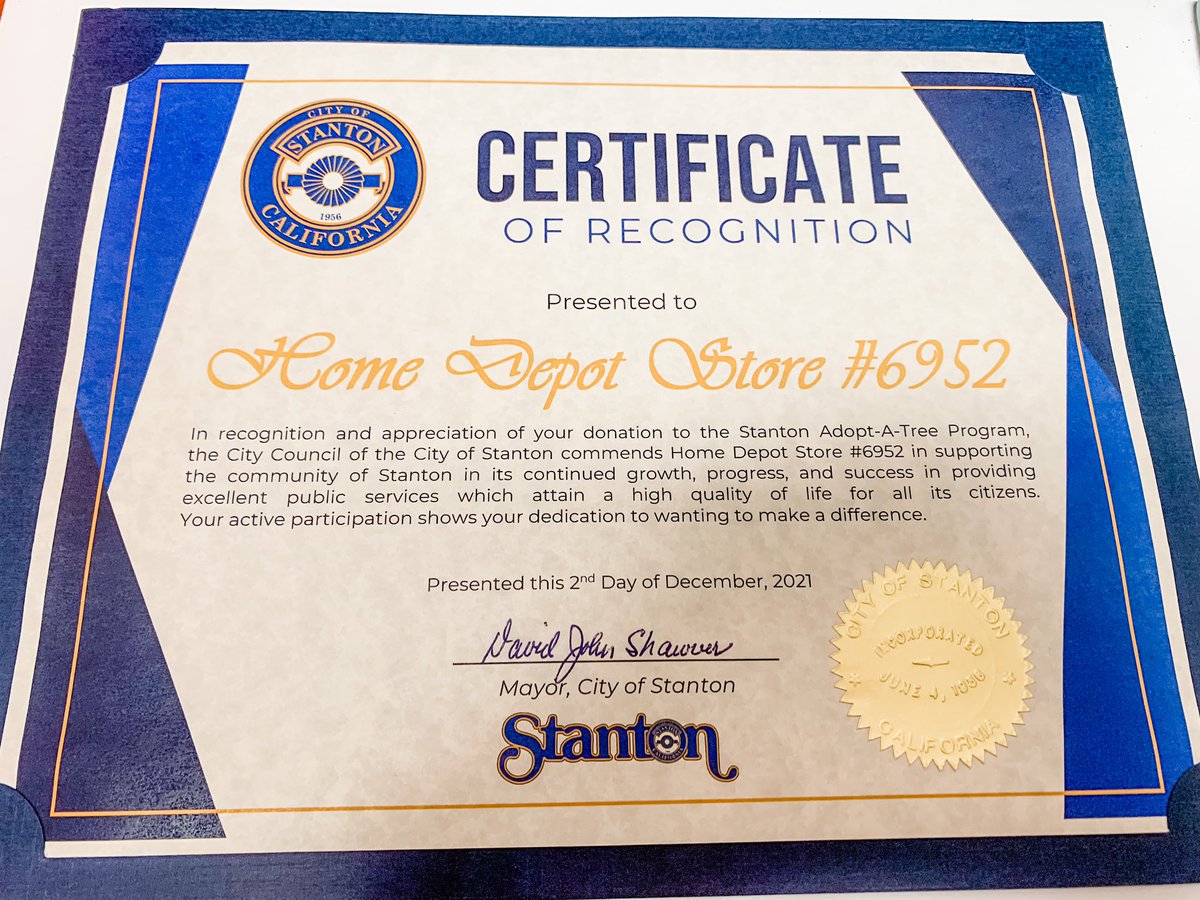 CITY OF
STANTON
1956
CALIFORNIA
CERTIFICATE
OF RECOGNITION
Presented to
Home Depot Store #6952
In recognition and appreciation of your donation to the Stanton Adopt-A-Tree Program,
the City Council of the City of Stanton commends Home Depot Store #6952 in supporting
the community of Stanton in its continued growth, progress, and success in providing
excellent public services which attain a high quality of life for all its citizens.
Your active participation shows your dedication to wanting to make a difference.
Presented this 2nd Day of December, 2021
David John Shawver
Mayor, City of Stanton
Stanton
CITY OF STANTON
INCORPORATED
JUNE 4, 1956
CALIFORNIA